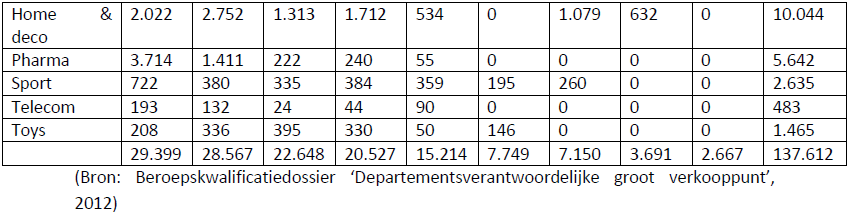 Home & 2.022 2.752 1.313 1.712 534 0 1.079 632 0 10.044
deco
Pharma 3.714 1.411 222 240 55 0 0 0 0 5.642
Sport 722 380 335 384 359 195 260 0 0 2.635
Telecom 193 132 24 44 90 0 0 0 0 483
Toys 208 336 395 330 50 146 0 0 0 1.465
29.399 28.567 22.648 20.527 15.214 7.749 7.150 3.691 2.667 137.612
(Bron: Beroepskwalificatiedossier ‘Departementsverantwoordelijke groot verkooppunt’,
2012)